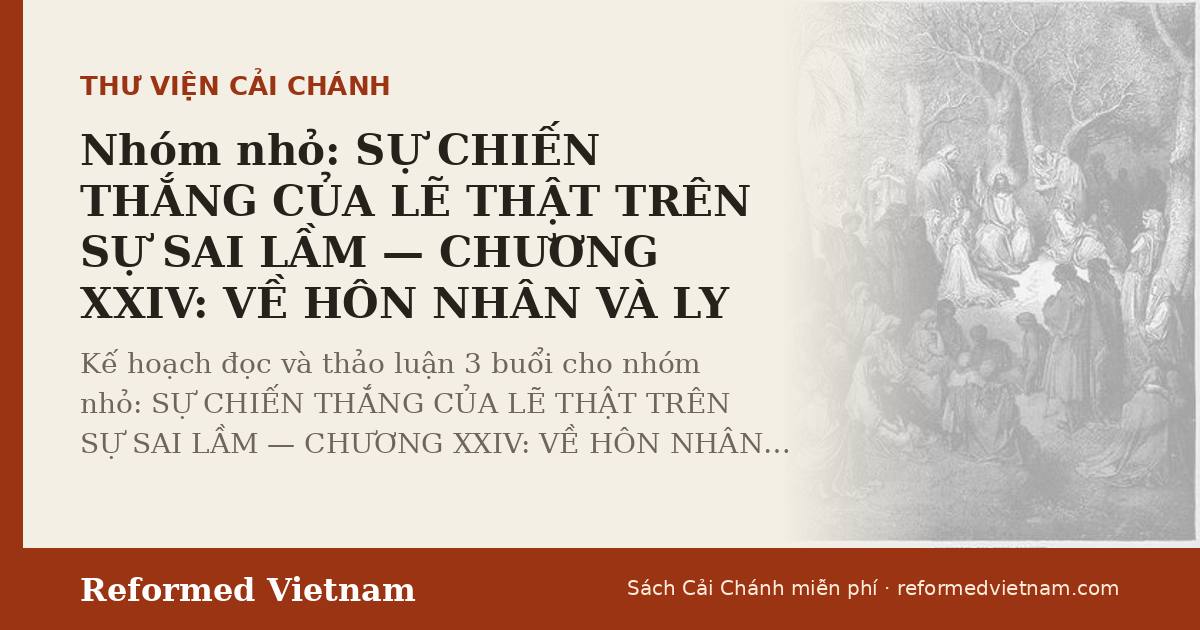 THƯ VIỆN CẢI CHÁNH
Nhóm nhỏ: SỰ CHIẾN
THẮNG CỦA LẼ THẬT TRÊN
SỰ SAI LẦM — CHƯƠNG
XXIV: VỀ HÔN NHÂN VÀ LY
Kế hoạch đọc và thảo luận 3 buổi cho nhóm
nhỏ: SỰ CHIẾN THẮNG CỦA LẼ THẬT TRÊN
SỰ SAI LẦM — CHƯƠNG XXIV: VỀ HÔN NHÂN...
Reformed Vietnam
Sách Cải Chánh miễn phí · reformedvietnam.com